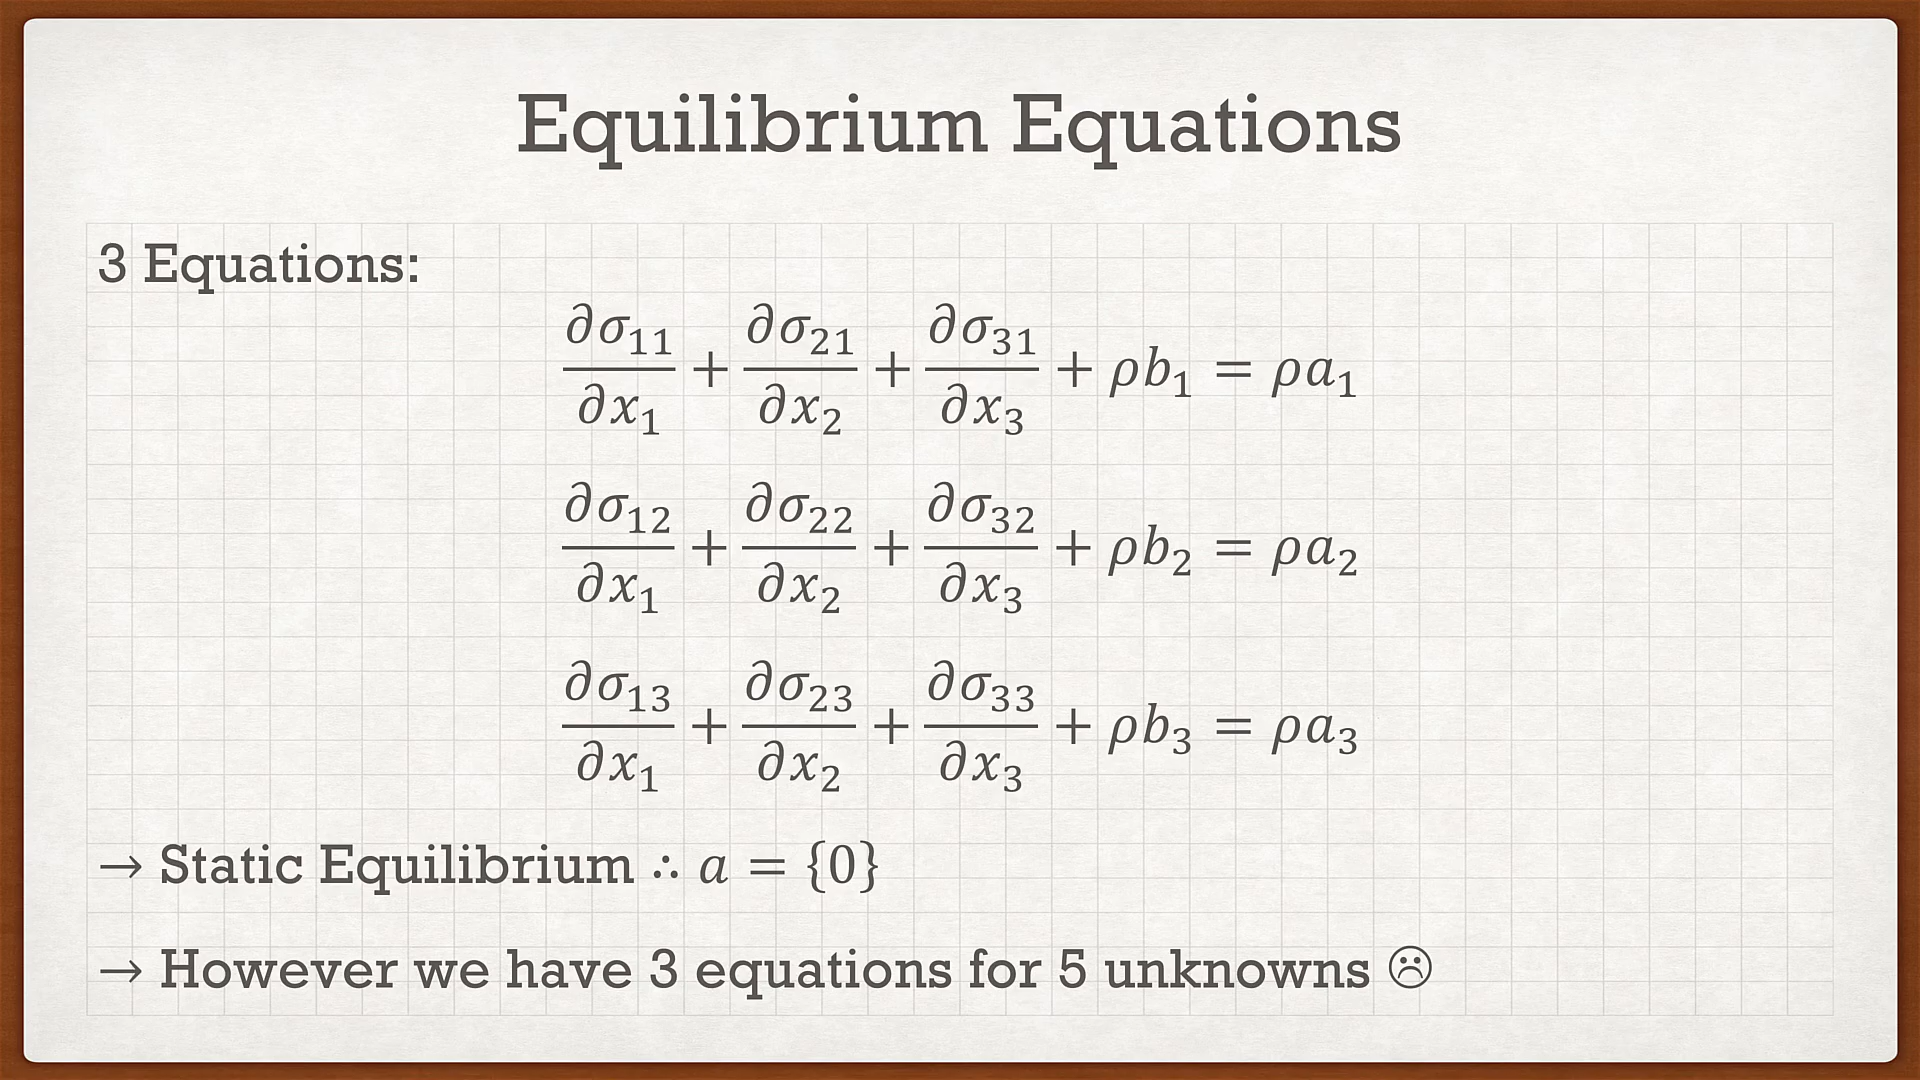 Equilibrium Equations
3 Equations:
∂σ₁₁/∂x₁ + ∂σ₂₁/∂x₂ + ∂σ₃₁/∂x₃ + ρb₁ = ρa₁
∂σ₁₂/∂x₁ + ∂σ₂₂/∂x₂ + ∂σ₃₂/∂x₃ + ρb₂ = ρa₂
∂σ₁₃/∂x₁ + ∂σ₂₃/∂x₂ + ∂σ₃₃/∂x₃ + ρb₃ = ρa₃
→ Static Equilibrium ∴ a = {0}
→ However we have 3 equations for 5 unknowns ☹